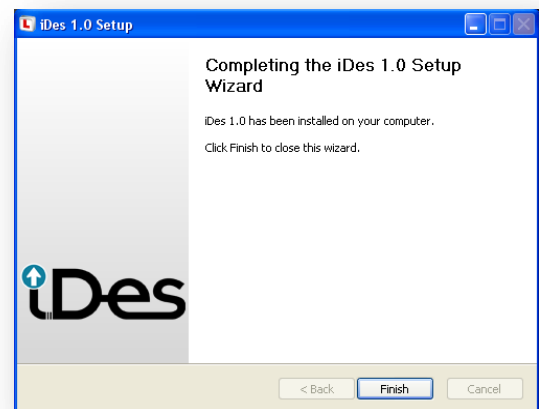 iDes 1.0 Setup
Completing the iDes 1.0 Setup
Wizard
iDes 1.0 has been installed on your computer.
Click Finish to close this wizard.
iDes
< Back
Finish
Cancel